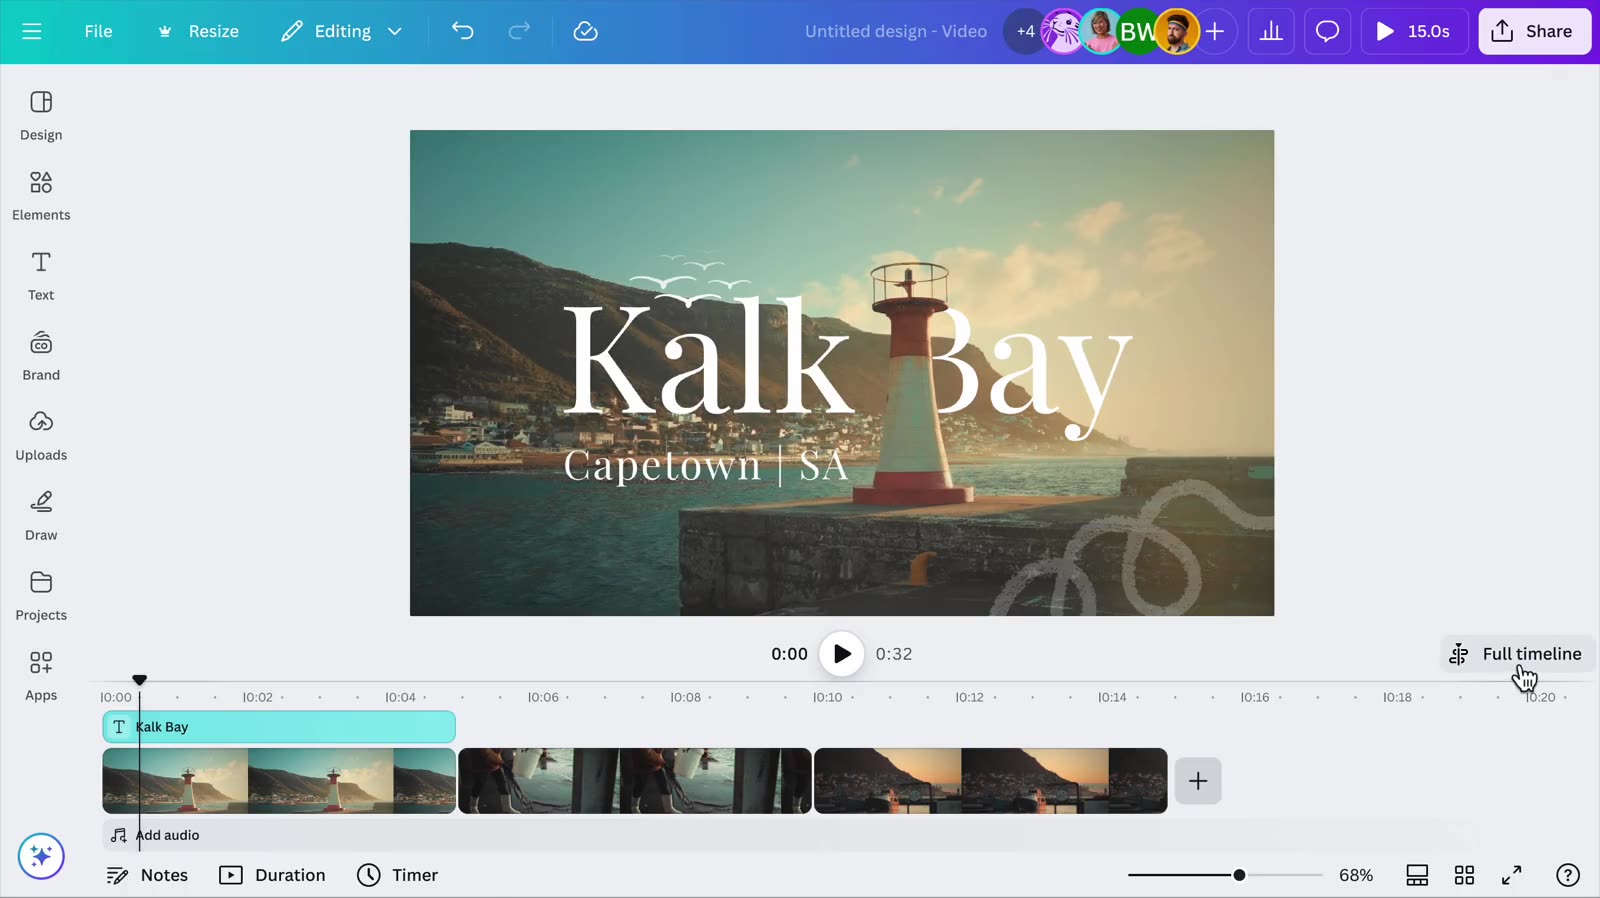 File
Resize
Editing
Untitled design - Video
+4
BW
15.0s
Share
Design
Elements
Text
Brand
Uploads
Draw
Projects
Apps
Kalk Bay
Capetown | SA
0:00
0:32
Full timeline
0:00
0:02
0:04
0:06
0:08
0:10
0:12
0:14
0:16
0:18
0:20
T Kalk Bay
Add audio
Notes
Duration
Timer
68%